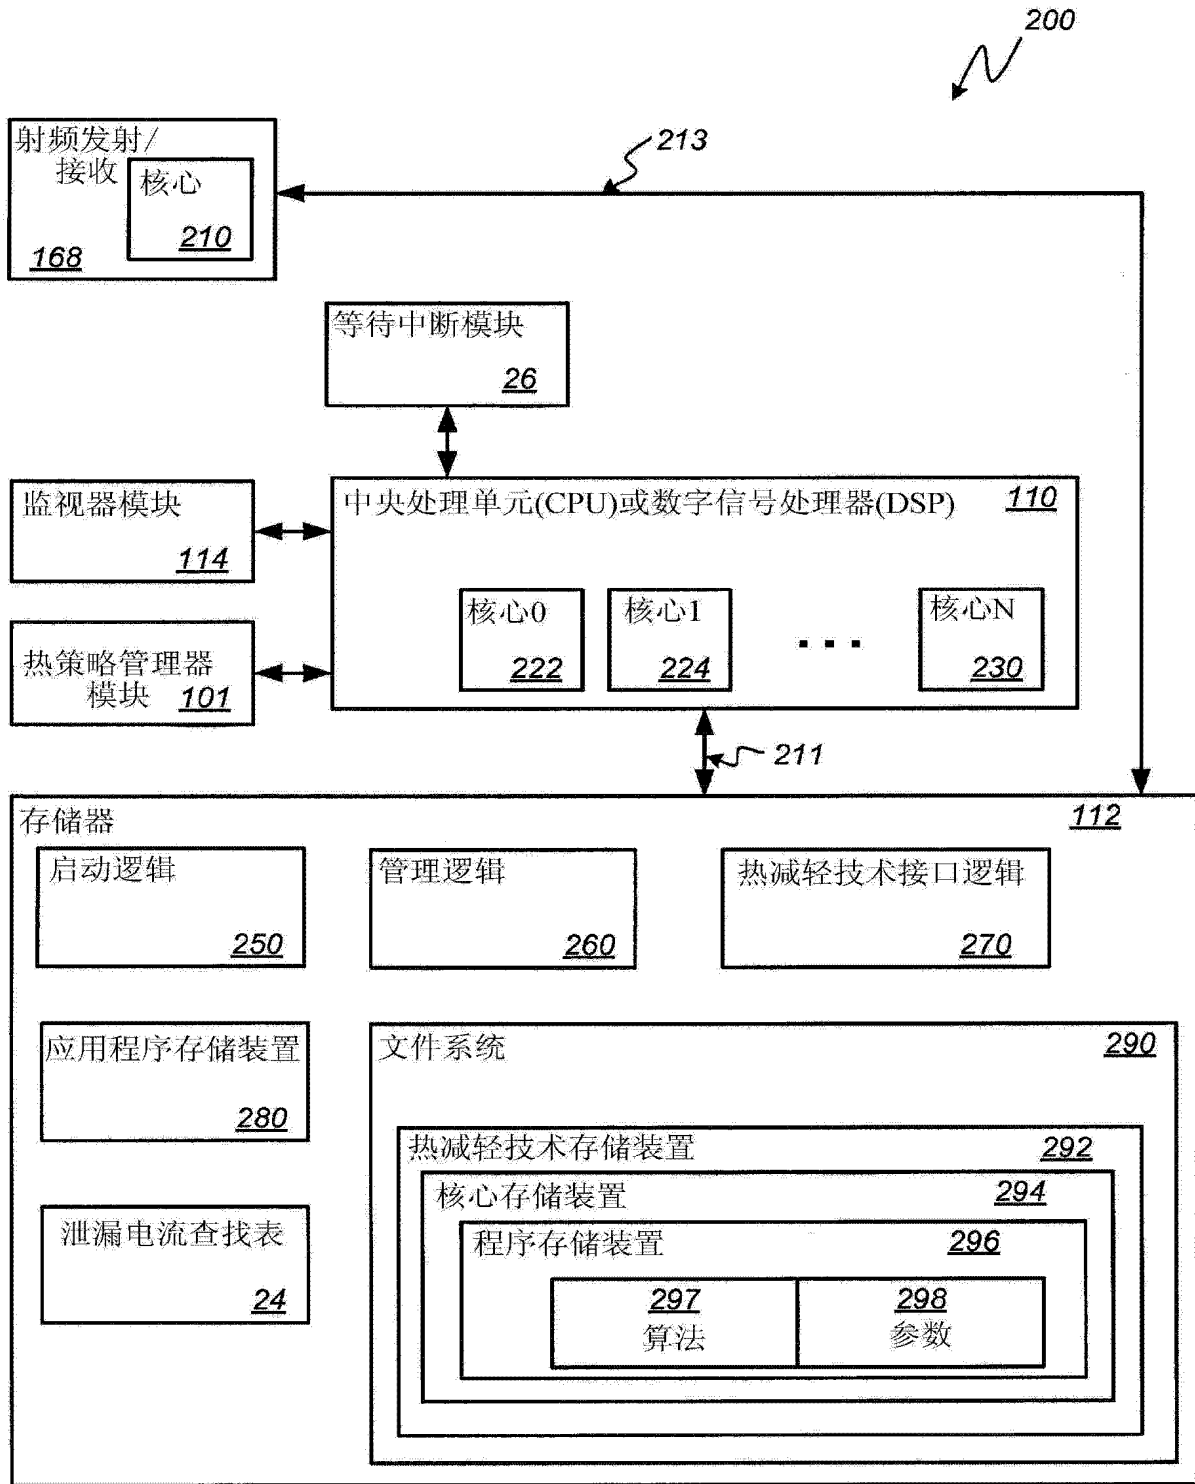 200
射频发射/
接收
核心
210
168
213
等待中断模块
26
监视器模块
114
中央处理单元(CPU)或数字信号处理器(DSP)
110
核心0
222
核心1
224
...
核心N
230
热策略管理器
模块 101
211
存储器
112
启动逻辑
250
管理逻辑
260
热减轻技术接口逻辑
270
应用程序存储装置
280
文件系统
290
热减轻技术存储装置
292
核心存储装置
294
程序存储装置
296
297
算法
298
参数
泄漏电流查找表
24